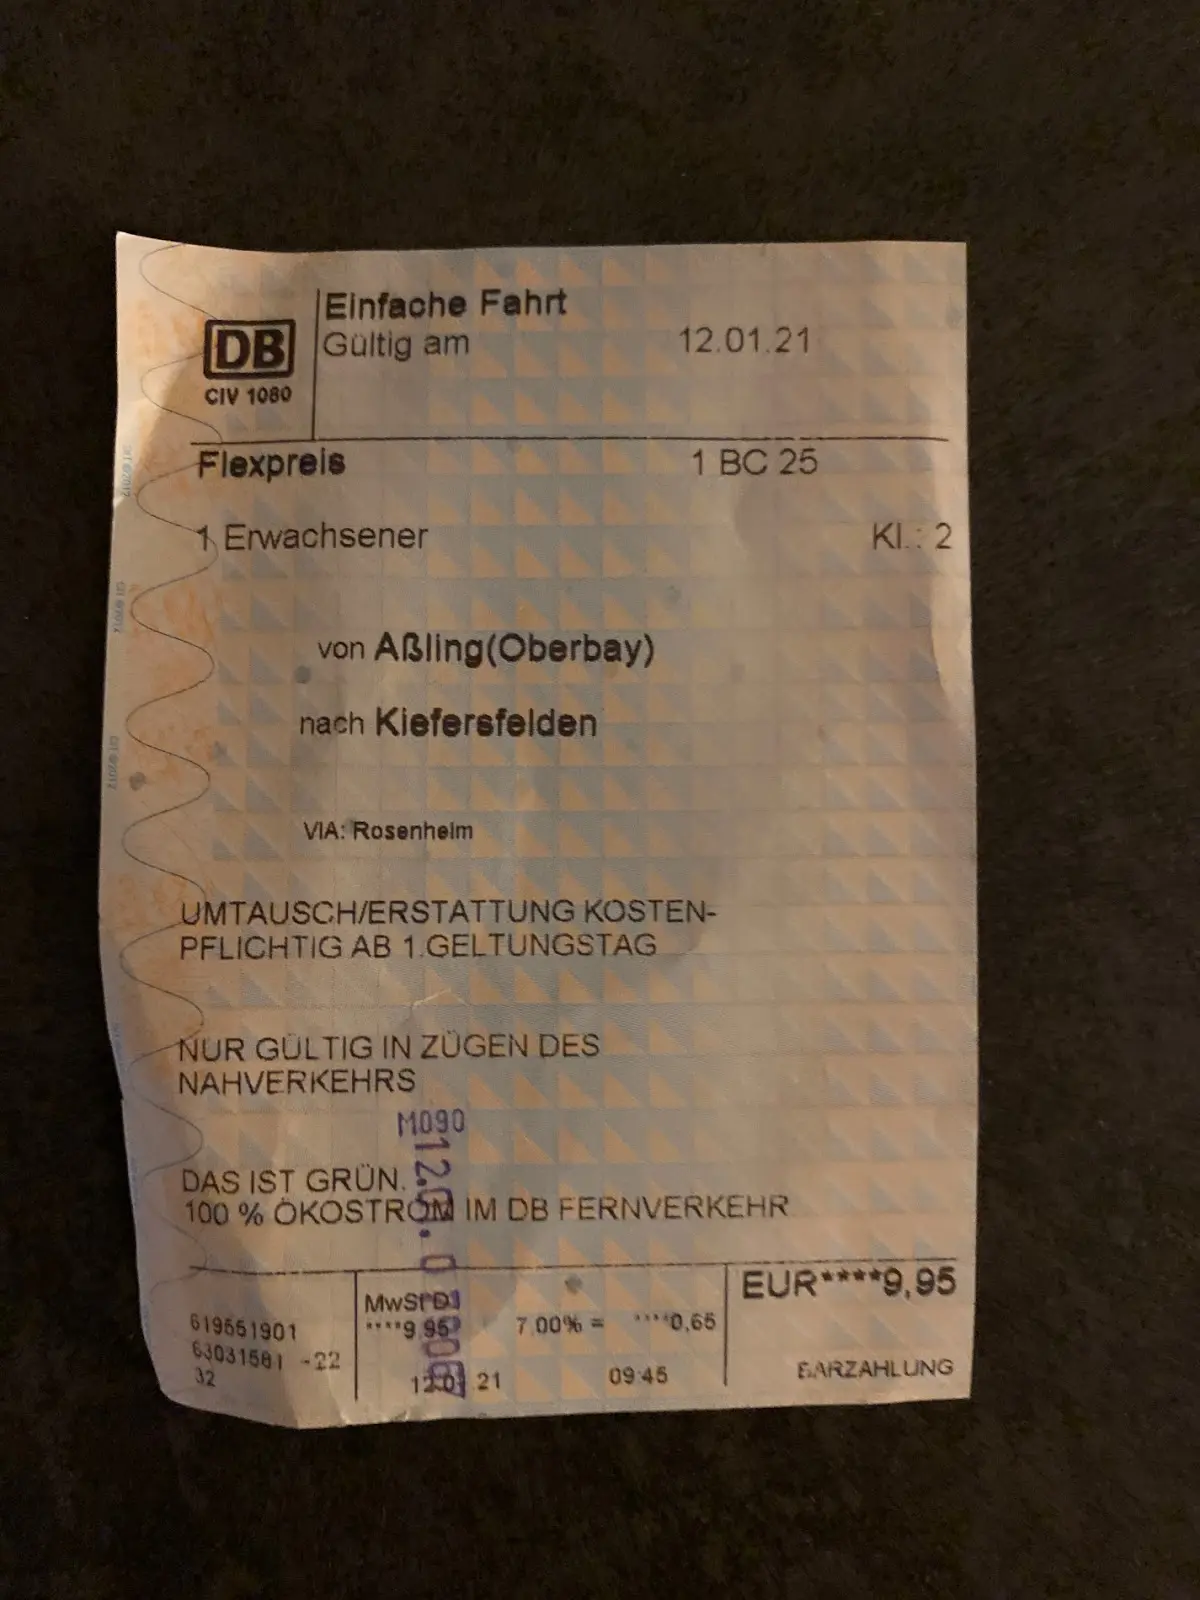 Einfache Fahrt
DB
Gültig am 12.01.21
CIV 1080
Flexpreis 1 BC 25
1 Erwachsener Kl.: 2
von Aßling(Oberbay)
nach Kiefersfelden
VIA: Rosenheim
UMTAUSCH/ERSTATTUNG KOSTEN-
PFLICHTIG AB 1.GELTUNGSTAG
NUR GÜLTIG IN ZÜGEN DES
NAHVERKEHRS
M090
DAS IST GRÜN.
100 % ÖKOSTROM IM DB FERNVERKEHR
EUR****9,95
MwSt D:
619551901 ****9,95 7,00% = ****0,65
63031581 -22
32 12.01.21 09:45 BARZAHLUNG